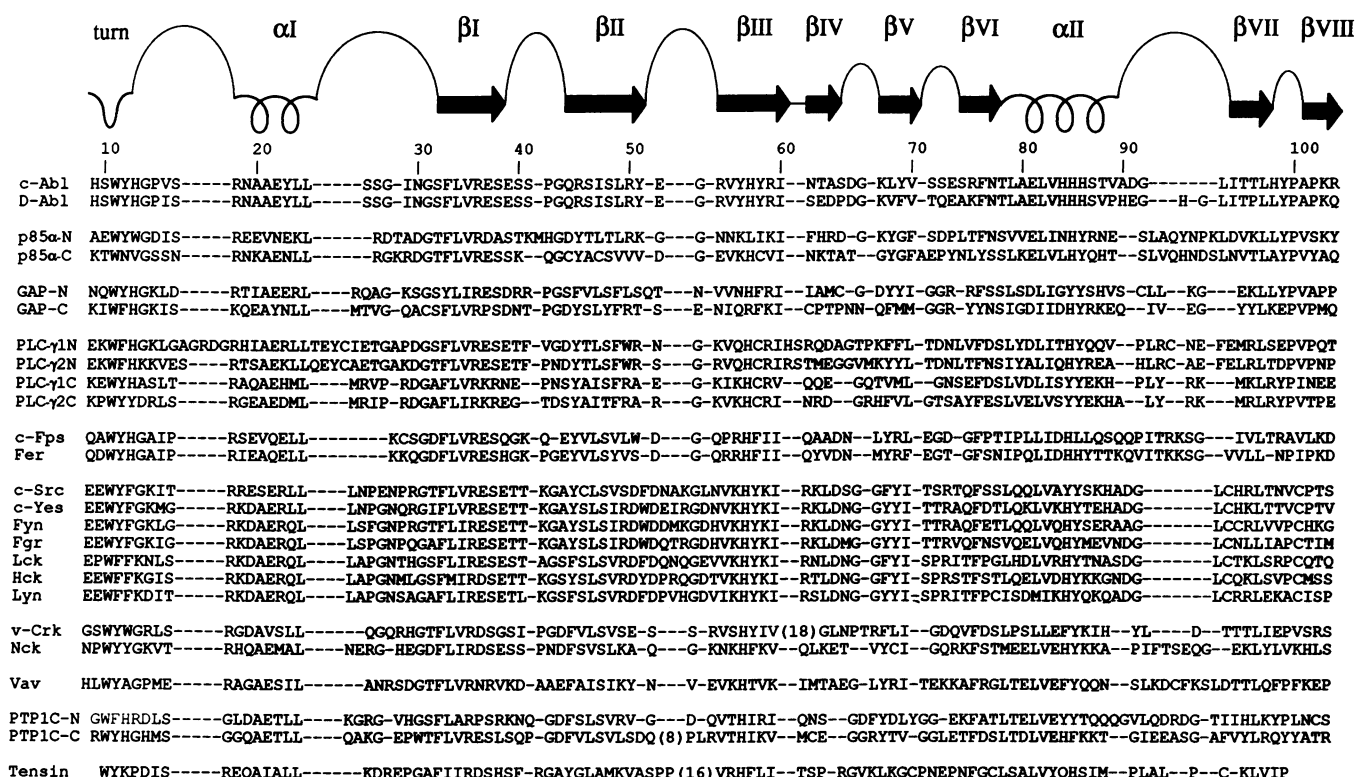 turn αI βI βII βIII βIV βV βVI αII βVII βVIII
10 20 30 40 50 60 70 80 90 100
c-Abl HSWYHGPVS-----RNAAEYLL-----SSG-INGSFLVRESESS-PGQRSISLRY-E---G-RVYHYRI--NTASDG-KLYV-SSESRFNTLAELVHHHSTVADG-------LITTLHYPAPKR
D-Abl HSWYHGPIS-----RNAAEYLL-----SSG-INGSFLVRESESS-PGQRSISLRY-E---G-RVYHYRI--SEDPDG-KVFV-TQEAKFNTLAELVHHHSVPHEG---H-G-LITPLLYPAPKQ
p85α-N AEWYWGDIS-----REEVNEKL-----RDTADGTFLVRDASTKMHGDYTLTLRK-G---G-NNKLIKI--FHRD-G-KYGF-SDPLTFNSVVELINHYRNE--SLAQYNPKLDVKLLYPVSKY
p85α-C KTWNVGSSN-----RNKAENLL-----RGKRDGTFLVRESSK--QGCYACSVVV-D---G-EVKHCVI--NKTAT--GYGFAEPYNLYSSLKELVLHYQHT--SLVQHNDSLNVTLAYPVYAQ
GAP-N NQWYHGKLD-----RTIAEERL-----RQAG-KSGSYLIRESDRR-PGSFVLSFLSQT---N-VVNHFRI--IAMC-G-DYYI-GGR-RFSSLSDLIGYYSHVS-CLL--KG---EKLLYPVAPP
GAP-C KIWFHGKIS-----KQEAYNLL----MTVG-QACSFLVRPSDNT-PGDYSLYFRT-S---E-NIQRFKI--CPTPNN-QFMM-GGR-YYNSIGDIIDHYRKEQ--IV--EG---YYLKEPVPMQ
PLC-γ1N EKWFHGKLGAGRDGRHIAERLLTEYCIETGAPDGSFLVRESETF-VGDYTLSFWR-N---G-KVQHCRIHSRQDAGTPKFFL-TDNLVFDSLYDLITHYQQV--PLRC-NE-FEMRLSEPVPQT
PLC-γ2N EKWFHKKVES-----RTSAEKLLQEYCAETGAKDGTFLVRESETF-PNDYTLSFWR-S---G-RVQHCRIRSTMEGGVMKYYL-TDNLTFNSIYALIQHYREA--HLRC-AE-FELRLTDPVPNP
PLC-γ1C KEWYHASLT-----RAQAEHML----MRVP-RDGAFLVRKRNE--PNSYAISFRA-E---G-KIKHCRV--QQE--GQTVML--GNSEFDSLVDLISYYEKH--PLY--RK---MKLRYPINEE
PLC-γ2C KPWYYDRLS-----RGEAEDML----MRIP-RDGAFLIRKREG--TDSYAITFRA-R---G-KVKHCRI--NRD--GRHFVL-GTSAYFESLVELVSYYEKHA--LY--RK---MRLRYPVTPE
c-Fps QAWYHGAIP-----RSEVQELL-------KCSGDFLVRESQGK-Q-EYVLSVLW-D---G-QPRHFII--QAADN--LYRL-EGD-GFPTIPLLIDHLLQSQQPITRKSG---IVLTRAVLKD
Fer QDWYHGAIP-----RIEAQELL-------KKQGDFLVRESHGK-PGEYVLSVYS-D---G-QRRHFII--QYVDN--MYRF-EGT-GFSNIPQLIDHHYTTKQVITKKSG---VVLL-NPIPKD
c-Src EEWYFGKIT-----RRESERLL----LNPENPRGTFLVRESETT-KGAYCLSVSDFDNAKGLNVKHYKI--RKLDSG-GFYI-TSRTQFSSLQQLVAYYSKHADG-------LCHRLTNVCPTS
c-Yes EEWYFGKMG-----RKDAERLL----LNPGNQRGIFLVRESETT-KGAYSLSIRDWDEIRGDNVKHYKI--RKLDNG-GYYI-TTRAQFDTLQKLVKHYTEHADG-------LCHKLTTVCPTV
Fyn EEWYFGKLG-----RKDAERQL----LSFGNPRGTFLIRESETT-KGAYSLSIRDWDDMKGDHVKHYKI--RKLDNG-GYYI-TTRAQFETLQQLVQHYSERAAG-------LCCRLVVPCHKG
Fgr EEWYFGKIG-----RKDAERQL----LSPGNPQGAFLIRESETT-KGAYSLSIRDWDQTRGDHVKHYKI--RKLDMG-GYYI-TTRVQFNSVQELVQHYMEVNDG-------LCNLLIAPCTIM
Lck EPWFFKNLS-----RKDAERQL----LAPGNTHGSFLIRESEST-AGSFSLSVRDFDQNQGEVVKHYKI--RNLDNG-GFYI-SPRITFPGLHDLVRHYTNASDG-------LCTKLSRPCQTQ
Hck EEWFFKGIS-----RKDAERQL----LAPGNMLGSFMIRDSETT-KGSYSLSVRDYDPRQGDTVKHYKI--RTLDNG-GFYI-SPRSTFSTLQELVDHYKKGNDG-------LCQKLSVPCMSS
Lyn EEWFFKDIT-----RKDAERQL----LAPGNSAGAFLIRESETL-KGSFSLSVRDFDPVHGDVIKHYKI--RSLDNG-GYYI-SPRITFPCISDMIKHYQKQADG-------LCRRLEKACISP
v-Crk GSWYWGRLS-----RGDAVSLL-----QGQRHGTFLVRDSGSI-PGDFVLSVSE-S---S-RVSHYIV(18)GLNPTRFLI--GDQVFDSLPSLLEFYKIH--YL----D--TTTLIEPVSRS
Nck NPWYYGKVT-----RHQAEMAL----NERG-HEGDFLIRDSESS-PNDFSVSLKA-Q---G-KNKHFKV--QLKET--VYCI--GQRKFSTMEELVEHYKKA--PIFTSEQG--EKLYLVKHLS
Vav HLWYAGPME-----RAGAESIL-----ANRSDGTFLVRNRVKD-AAEFAISIKY-N---V-EVKHTVK--IMTAEG-LYRI-TEKKAFRGLTELVEFYQQN--SLKDCFKSLDTTLQFPFKEP
PTP1C-N GWFHRDLS-----GLDAETLL----KGRG-VHGSFLARPSRKNQ-GDFSLSVRV-G---D-QVTHIRI--QNS--GDFYDLYGG-EKFATLTELVEYYTQQQGVLQDRDG-TIIHLKYPLNCS
PTP1C-C RWYHGHMS-----GGQAETLL----QAKG-EPWTFLVRESLSQP-GDFVLSVLSDQ(8)PLRVTHIKV--MCE--GGRYTV-GGLETFDSLTDLVEHFKKT--GIEEASG-AFVYLRQYYATR
Tensin WYKPDIS-----REQAIALL----KDREPGAFIIRDSHSF-RGAYGLAMKVASPP(16)VRHFLI--TSP-RGVKLKGCPNEPNFGCLSALVYQHSIM--PLAL--P--C-KLVIP